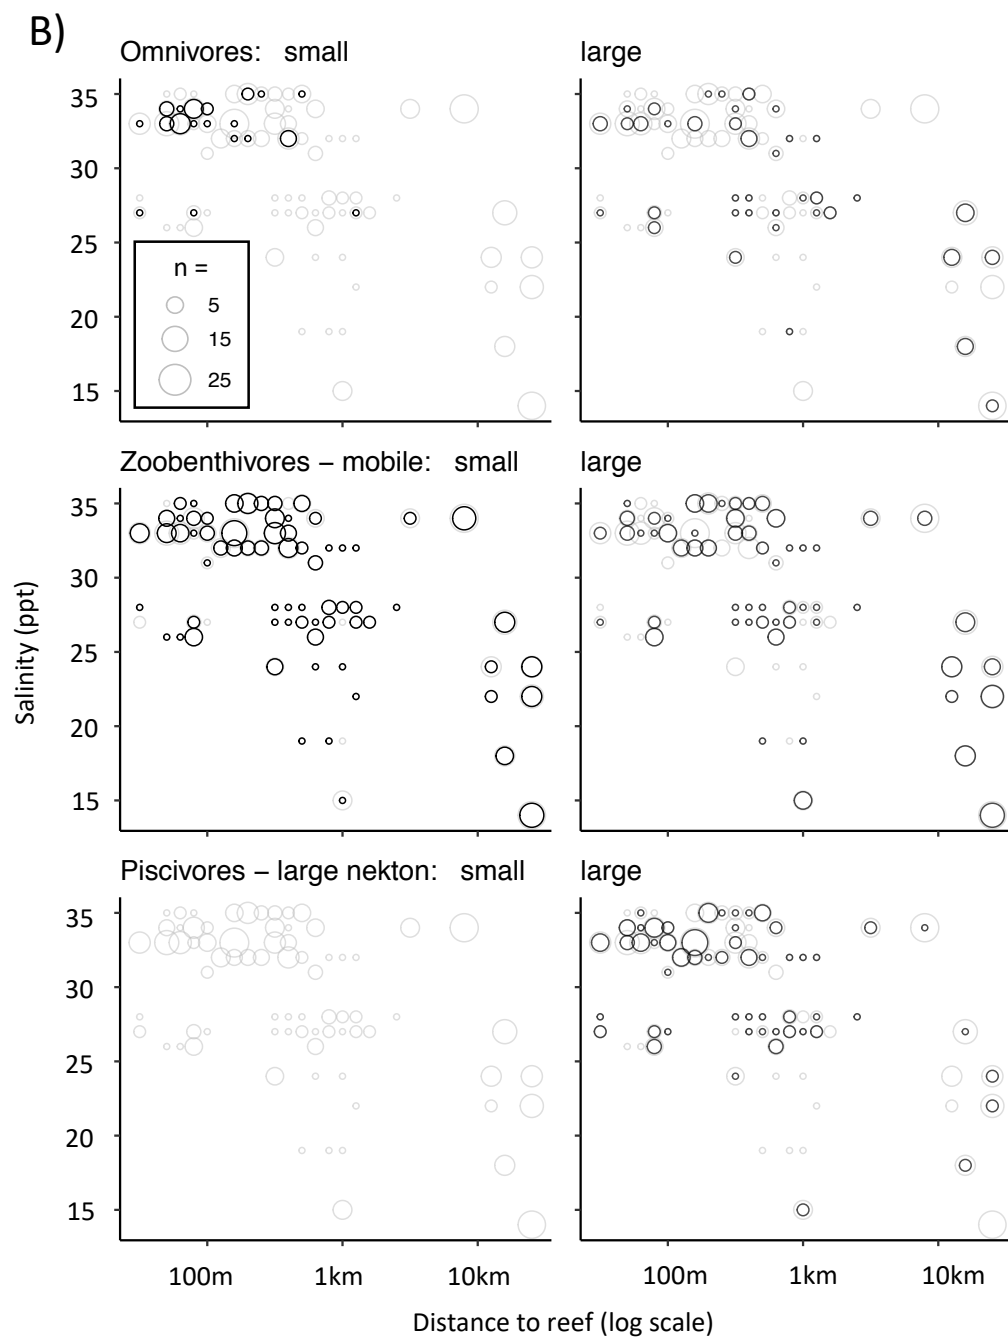 B)
Omnivores: small
large
35
30
25
20
15
n =
5
15
25
Zoobenthivores – mobile: small
large
35
30
25
20
15
Salinity (ppt)
Piscivores – large nekton: small
large
35
30
25
20
15
100m 1km 10km 100m 1km 10km
Distance to reef (log scale)